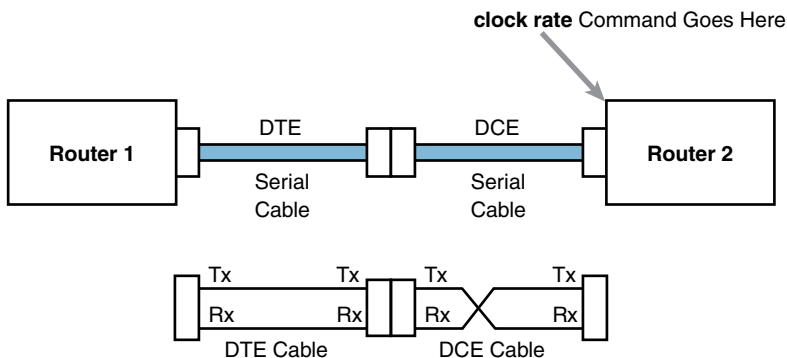 clock rate Command Goes Here
DTE
DCE
Router 1
Router 2
Serial
Cable
Serial
Cable
Tx
Tx
Tx
Tx
Rx
Rx
Rx
Rx
DTE Cable
DCE Cable